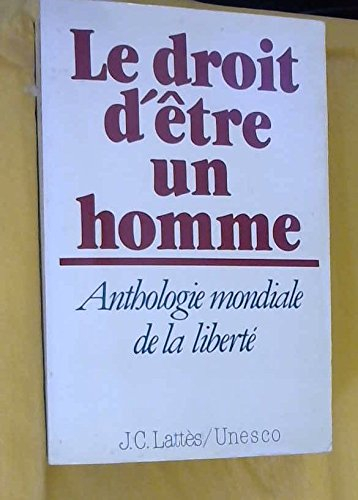 Le droit
d'être
un
homme
Anthologie mondiale
de la liberté
J.C. Lattès/Unesco